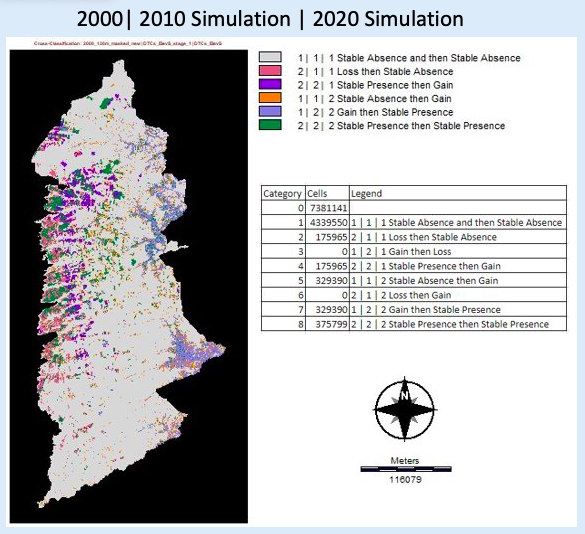 2000| 2010 Simulation | 2020 Simulation
Cross-Classification: 2000_120m_masked_new|OTCs_ElevS_stage_1|OTCs_ElevS
1 | 1 | 1 Stable Absence and then Stable Absence
2 | 1 | 1 Loss then Stable Absence
2 | 2 | 1 Stable Presence then Gain
1 | 1 | 2 Stable Absence then Gain
1 | 2 | 2 Gain then Stable Presence
2 | 2 | 2 Stable Presence then Stable Presence
Category Cells Legend
0 7381141
1 4339550 1 | 1 | 1 Stable Absence and then Stable Absence
2 175965 2 | 1 | 1 Loss then Stable Absence
3 0 1 | 2 | 1 Gain then Loss
4 175965 2 | 2 | 1 Stable Presence then Gain
5 329390 1 | 1 | 2 Stable Absence then Gain
6 0 2 | 1 | 2 Loss then Gain
7 329390 1 | 2 | 2 Gain then Stable Presence
8 375799 2 | 2 | 2 Stable Presence then Stable Presence
N
Meters
116079